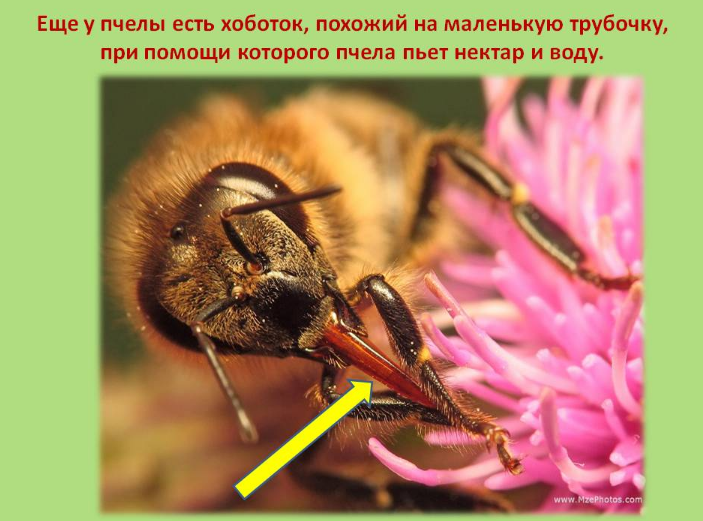 Еще у пчелы есть хоботок, похожий на маленькую трубочку,
при помощи которого пчела пьет нектар и воду.
www.MzePhotos.com